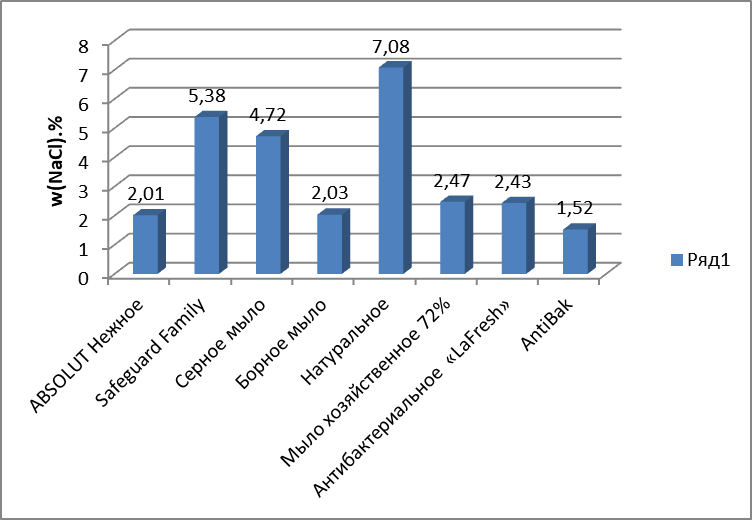 w(NaCl).%
8
7
6
5
4
3
2
1
0
2,01
5,38
4,72
2,03
7,08
2,47
2,43
1,52
ABSOLUT Нежное
Safeguard Family
Серное мыло
Борное мыло
Натуральное
Мыло хозяйственное 72%
Антибактериальное «LaFresh»
AntiBak
Ряд1